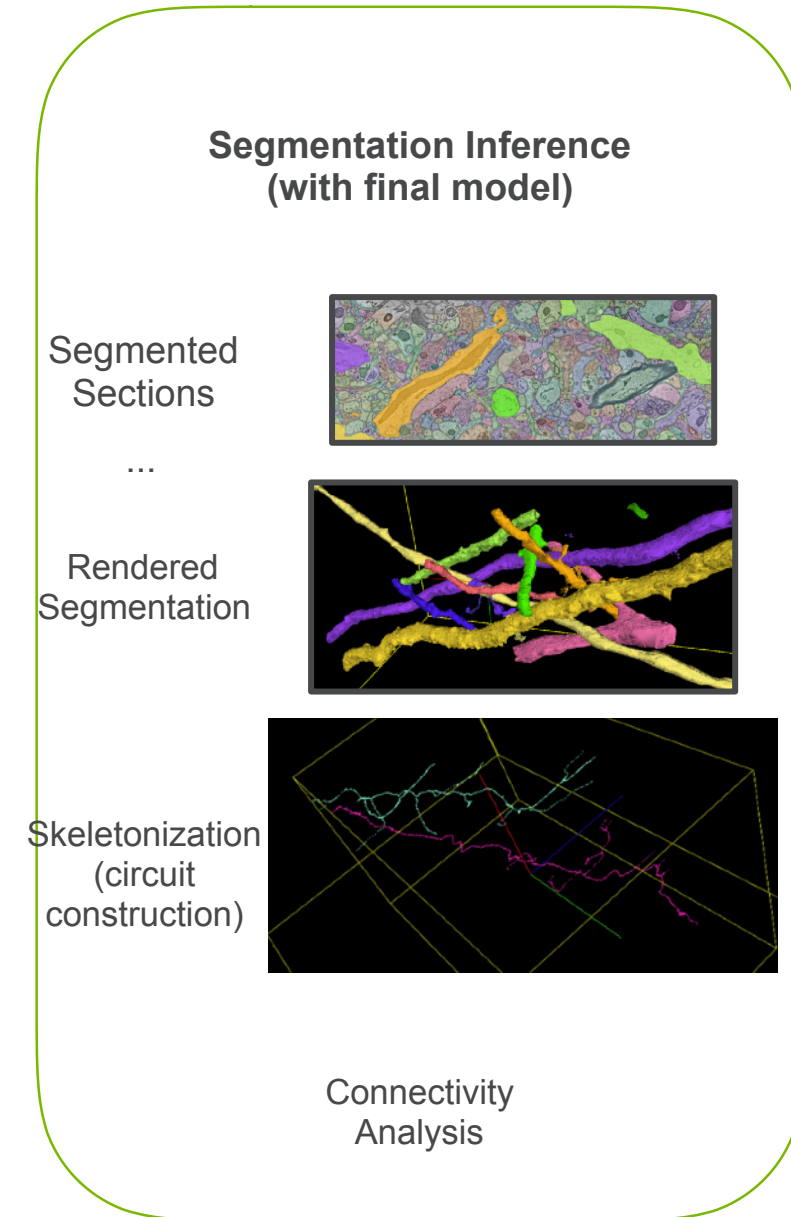 Segmentation Inference
(with final model)
Segmented
Sections
...
Rendered
Segmentation
Skeletonization
(circuit
construction)
Connectivity
Analysis